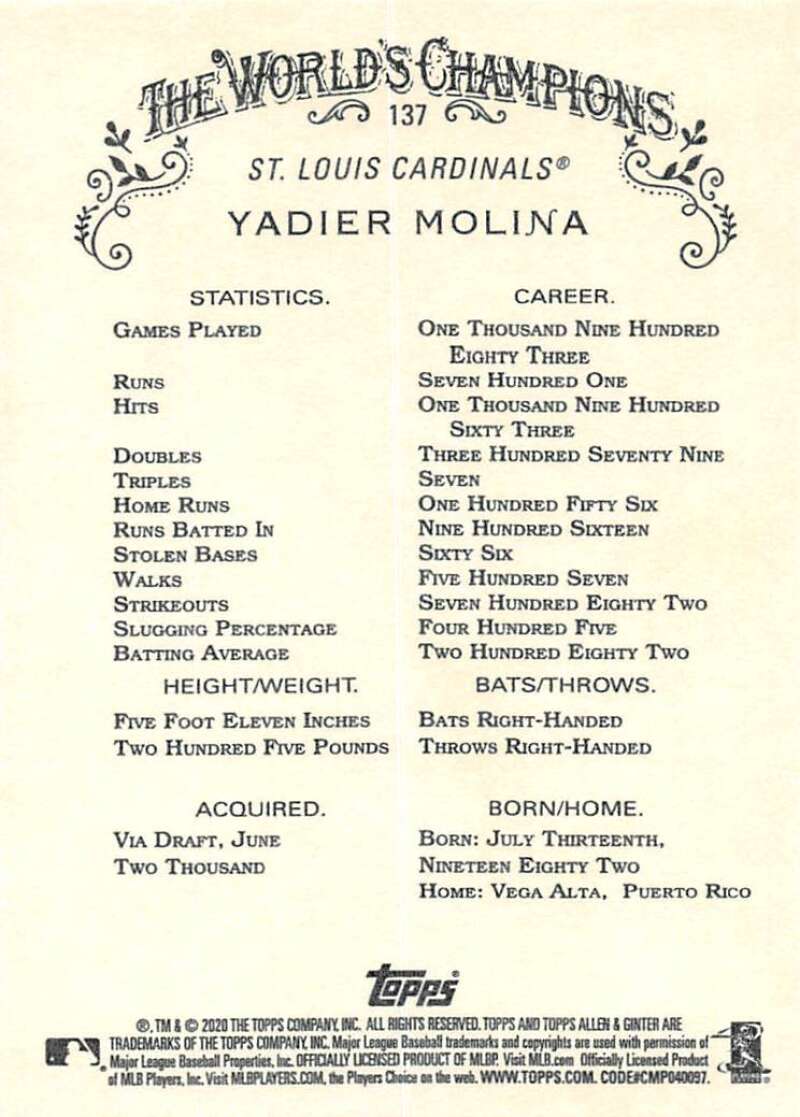 THE WORLD'S CHAMPIONS
137
ST. LOUIS CARDINALS®
YADIER MOLINA
STATISTICS. CAREER.
GAMES PLAYED ONE THOUSAND NINE HUNDRED
EIGHTY THREE
RUNS SEVEN HUNDRED ONE
HITS ONE THOUSAND NINE HUNDRED
SIXTY THREE
DOUBLES THREE HUNDRED SEVENTY NINE
TRIPLES SEVEN
HOME RUNS ONE HUNDRED FIFTY SIX
RUNS BATTED IN NINE HUNDRED SIXTEEN
STOLEN BASES SIXTY SIX
WALKS FIVE HUNDRED SEVEN
STRIKEOUTS SEVEN HUNDRED EIGHTY TWO
SLUGGING PERCENTAGE FOUR HUNDRED FIVE
BATTING AVERAGE TWO HUNDRED EIGHTY TWO
HEIGHT/WEIGHT. BATS/THROWS.
FIVE FOOT ELEVEN INCHES BATS RIGHT-HANDED
TWO HUNDRED FIVE POUNDS THROWS RIGHT-HANDED
ACQUIRED. BORN/HOME.
VIA DRAFT, JUNE BORN: JULY THIRTEENTH,
TWO THOUSAND NINETEEN EIGHTY TWO
HOME: VEGA ALTA, PUERTO RICO
topps®
®, TM & © 2020 THE TOPPS COMPANY, INC. ALL RIGHTS RESERVED. TOPPS AND TOPPS ALLEN & GINTER ARE
TRADEMARKS OF THE TOPPS COMPANY, INC. Major League Baseball trademarks and copyrights are used with permission of
Major League Baseball Properties, Inc. OFFICIALLY LICENSED PRODUCT OF MLBP. Visit MLB.com Officially Licensed Product
of MLB Players, Inc. Visit MLBPLAYERS.COM, the Players Choice on the web. WWW.TOPPS.COM. CODE#CMP040097.